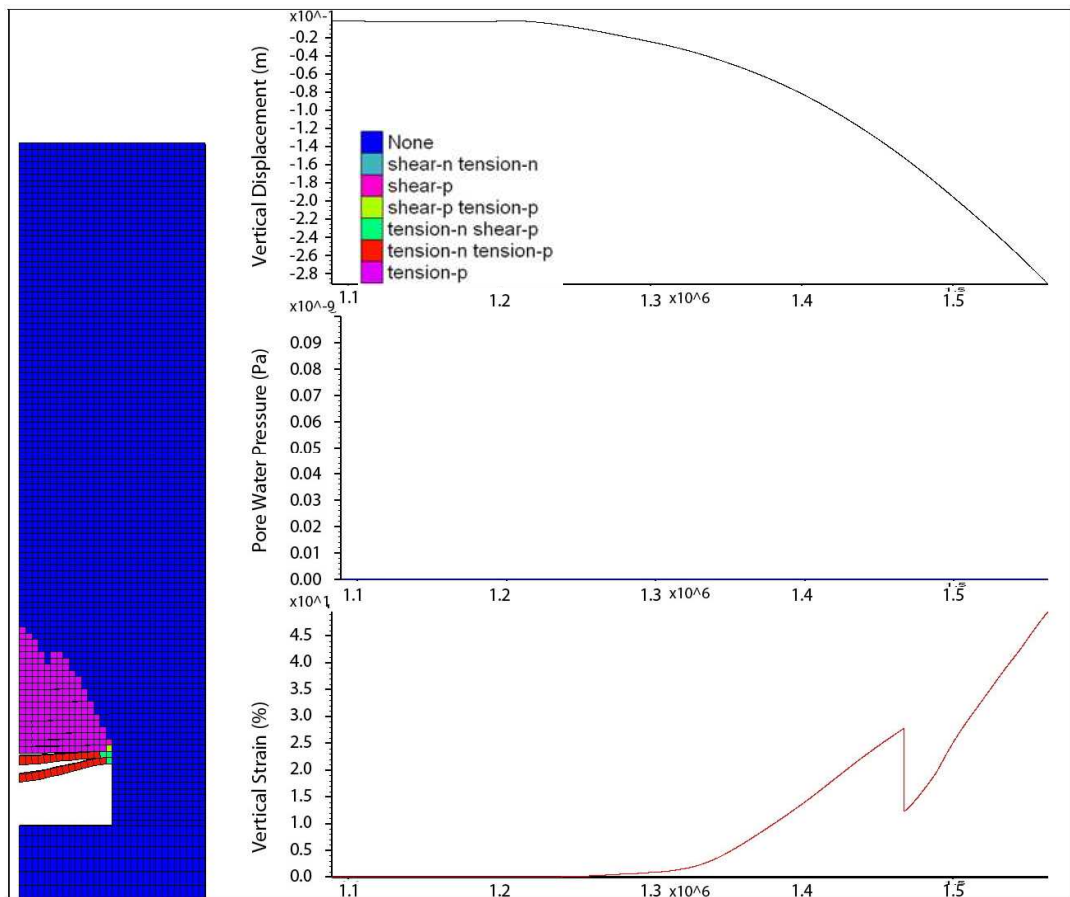 x10^-
Vertical Displacement (m)
-0.2
-0.4
-0.6
-0.8
-1.0
-1.2
-1.4
-1.6
-1.8
-2.0
-2.2
-2.4
-2.6
-2.8
None
shear-n tension-n
shear-p
shear-p tension-p
tension-n shear-p
tension-n tension-p
tension-p
1.1 1.2 1.3 x10^6 1.4 1.5
x10^-9
Pore Water Pressure (Pa)
0.09
0.08
0.07
0.06
0.05
0.04
0.03
0.02
0.01
0.00
1.1 1.2 1.3 x10^6 1.4 1.5
x10^1
Vertical Strain (%)
4.5
4.0
3.5
3.0
2.5
2.0
1.5
1.0
0.5
0.0
1.1 1.2 1.3 x10^6 1.4 1.5